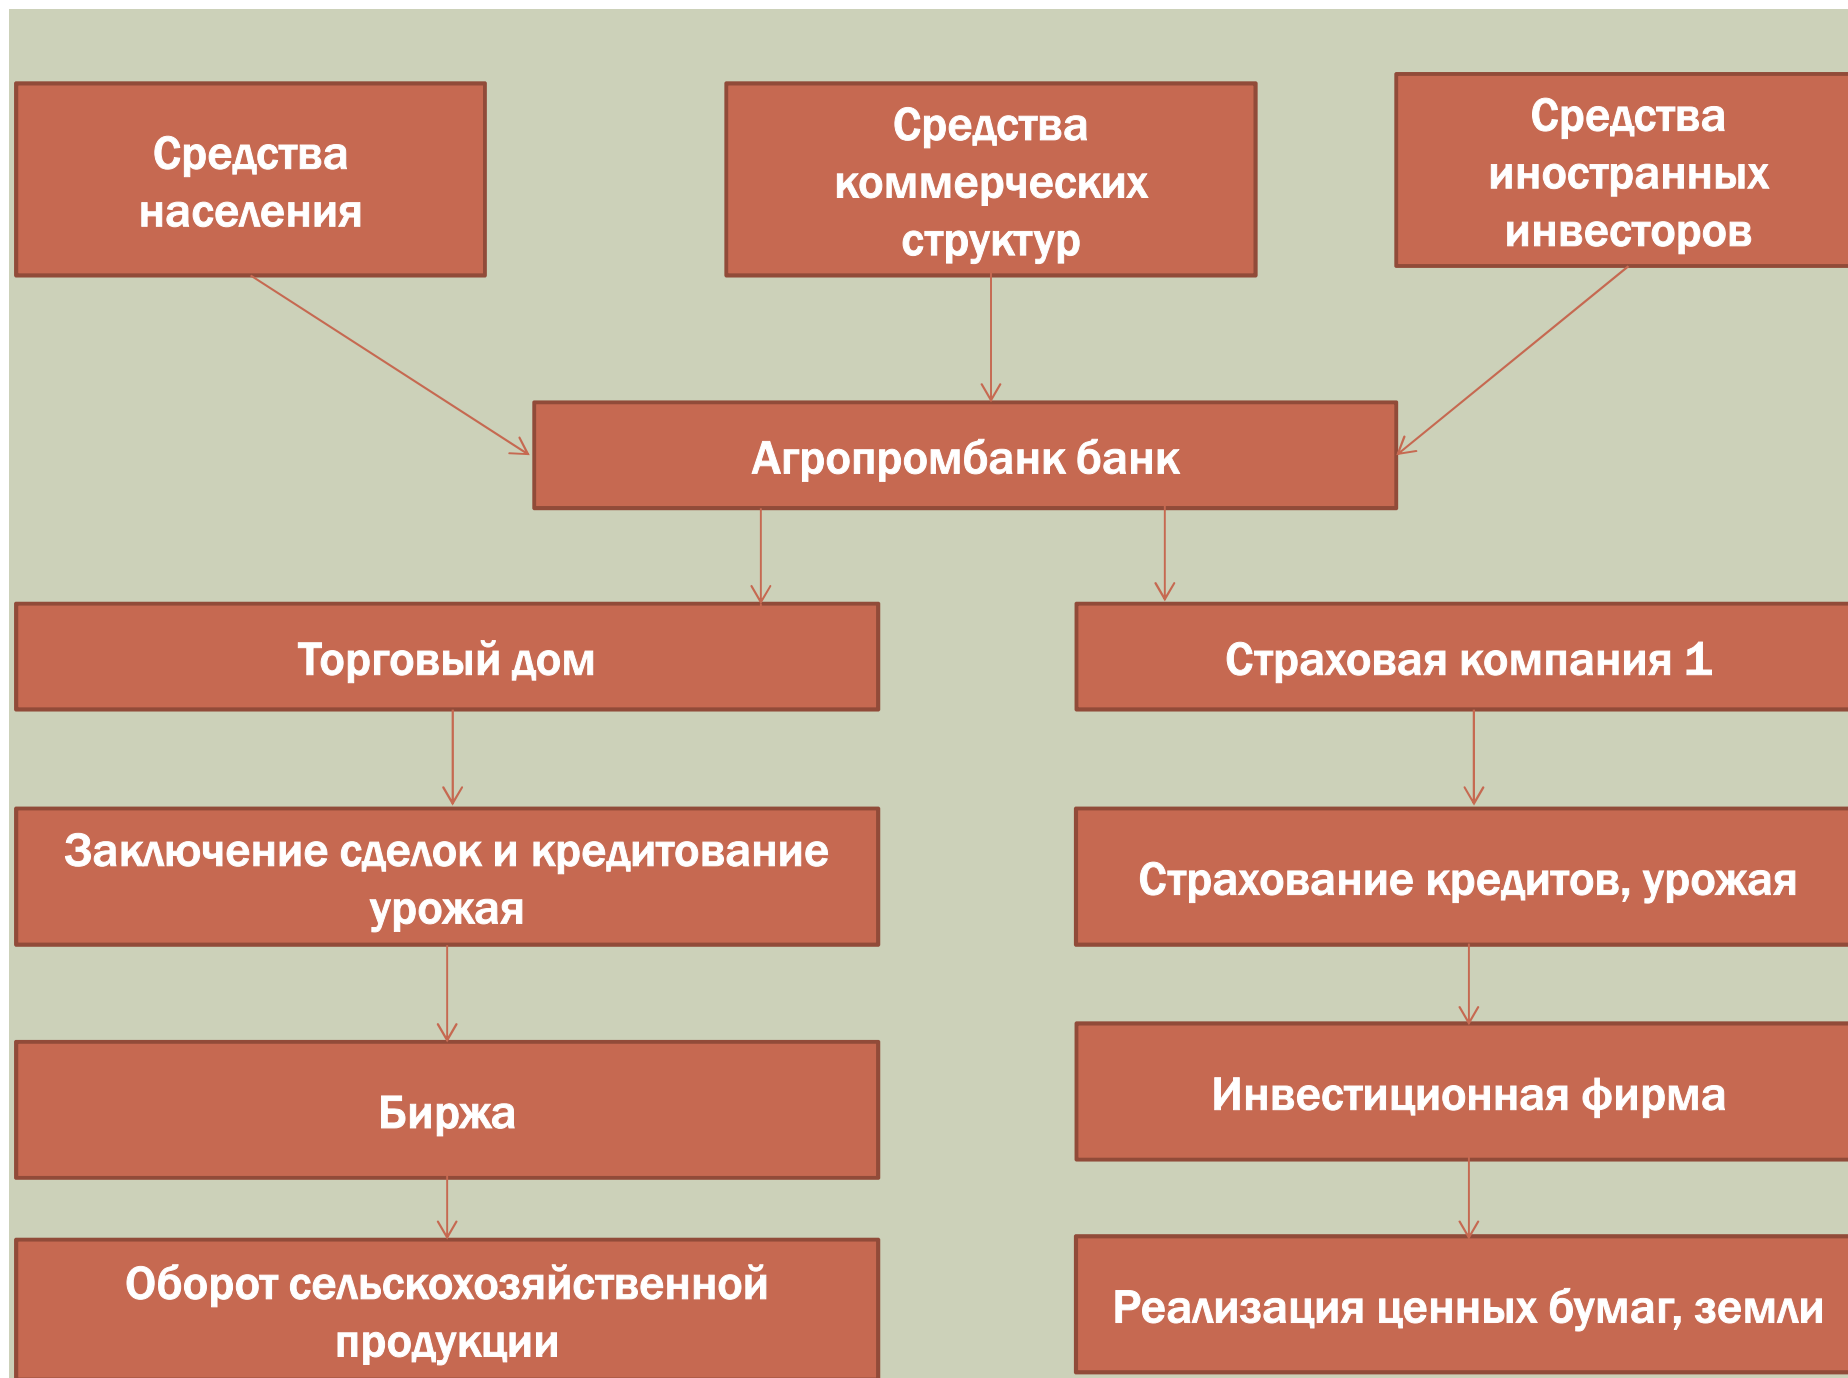 Средства
населения
Средства
коммерческих
структур
Средства
иностранных
инвесторов
Агропромбанк банк
Торговый дом
Страховая компания 1
Заключение сделок и кредитование
урожая
Страхование кредитов, урожая
Биржа
Инвестиционная фирма
Оборот сельскохозяйственной
продукции
Реализация ценных бумаг, земли